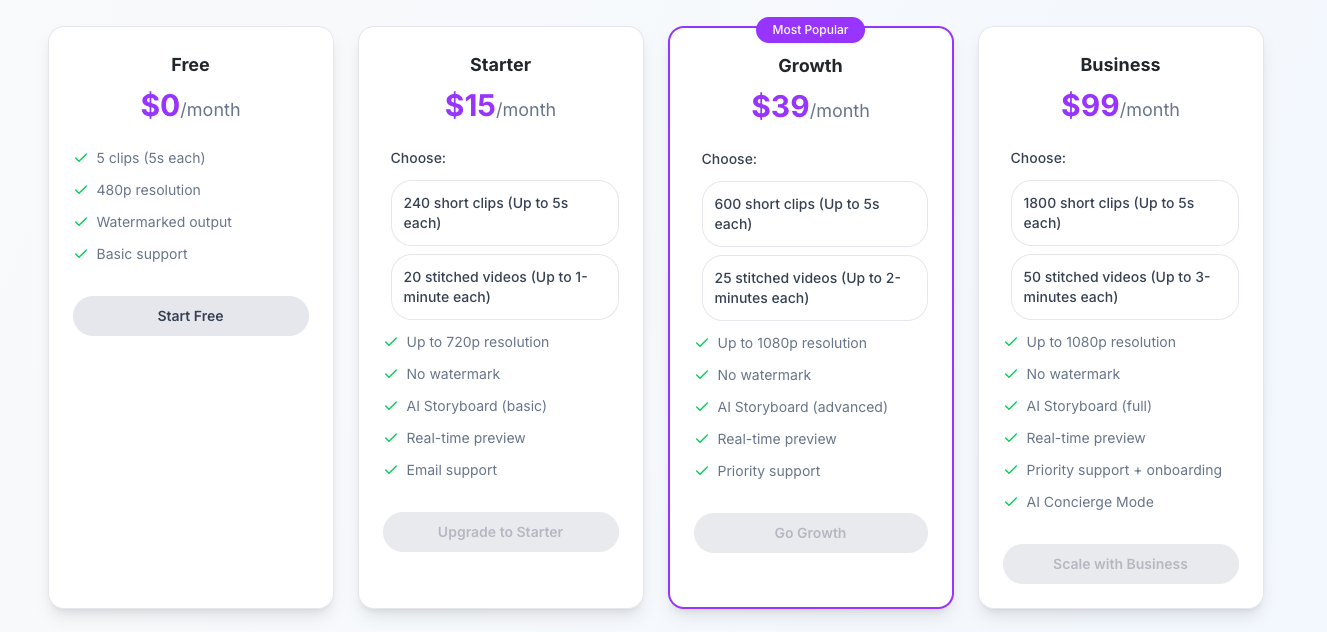 Free
$0/month
5 clips (5s each)
480p resolution
Watermarked output
Basic support
Start Free
Starter
$15/month
Choose:
240 short clips (Up to 5s
each)
20 stitched videos (Up to 1-
minute each)
Up to 720p resolution
No watermark
AI Storyboard (basic)
Real-time preview
Email support
Upgrade to Starter
Most Popular
Growth
$39/month
Choose:
600 short clips (Up to 5s
each)
25 stitched videos (Up to 2-
minutes each)
Up to 1080p resolution
No watermark
AI Storyboard (advanced)
Real-time preview
Priority support
Go Growth
Business
$99/month
Choose:
1800 short clips (Up to 5s
each)
50 stitched videos (Up to 3-
minutes each)
Up to 1080p resolution
No watermark
AI Storyboard (full)
Real-time preview
Priority support + onboarding
AI Concierge Mode
Scale with Business